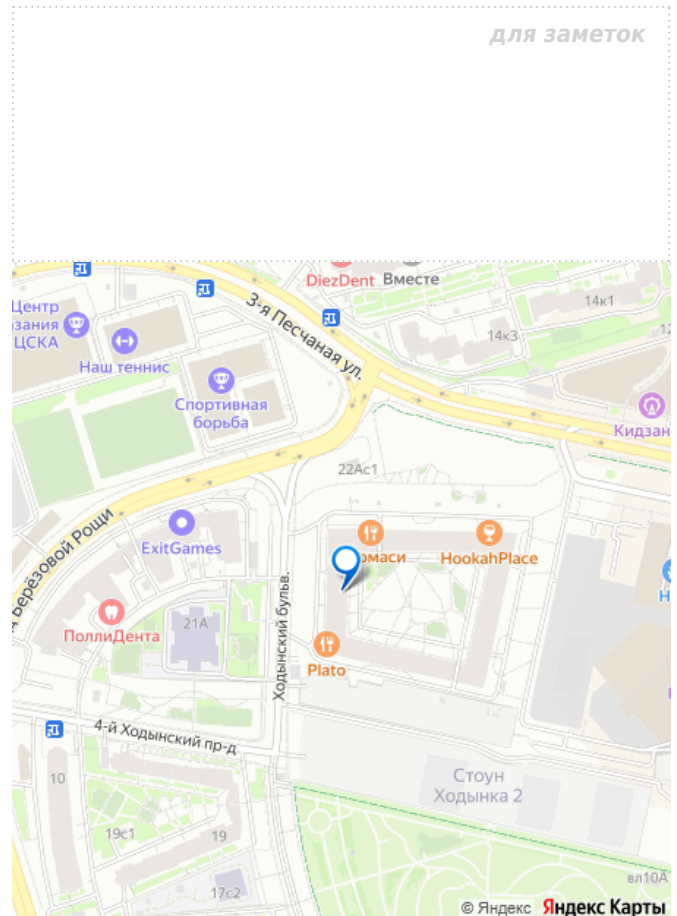 для заметок
DiezDent
Вместе
3-я Песчаная ул.
14к1
14к3
Центр
ЦСКА
Наш теннис
Спортивная
борьба
Кидзан
22Ас1
Берёзовой Рощи
ExitGames
HookahPlace
ПоллиДента
21А
Ходынский бульв.
Plato
4-й Ходынский пр-д
10
Стоун
Ходынка 2
19с1
19
17с2
вл10А
© Яндекс Яндекс Карты